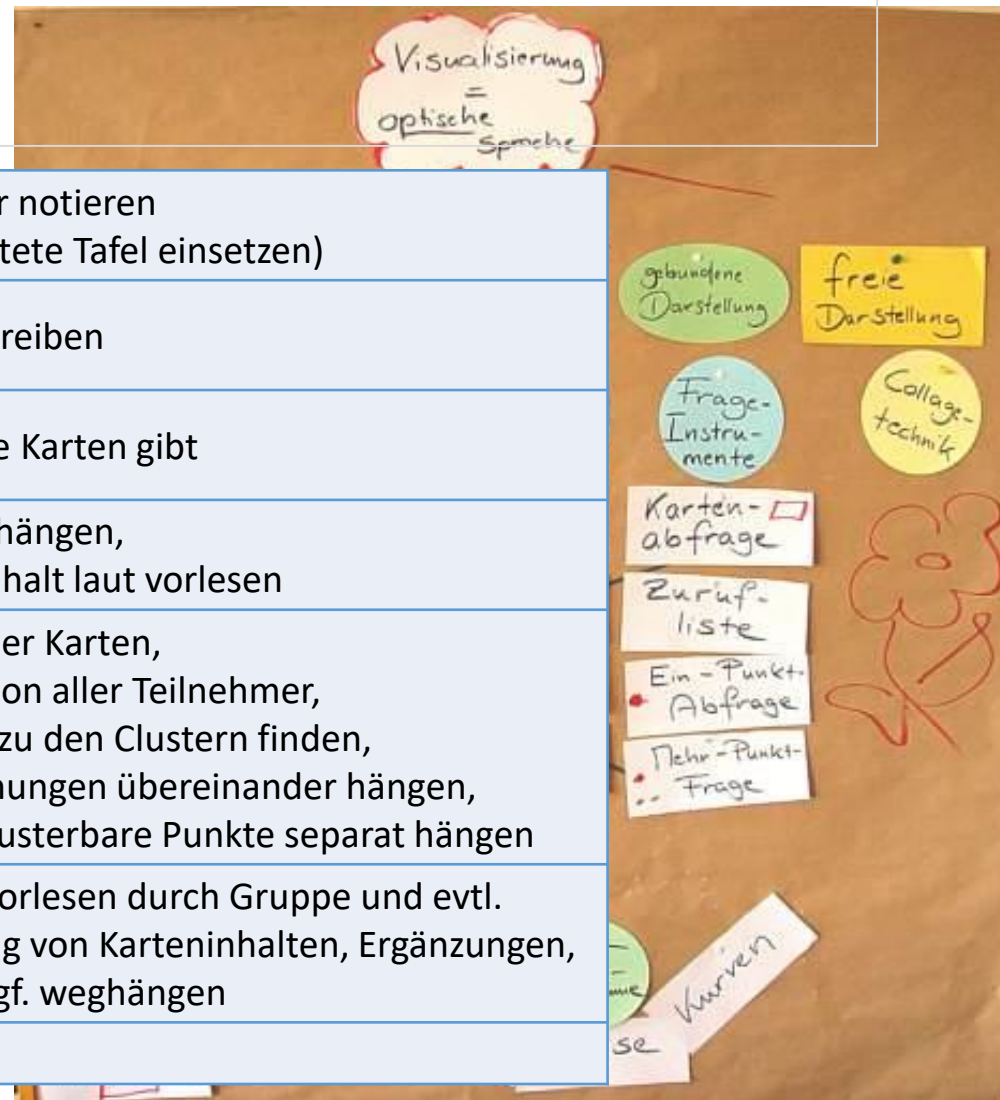 Visualisierung
=
optische
Sprache
r notieren
tete Tafel einsetzen)
reiben
e Karten gibt
hängen,
halt laut vorlesen
er Karten,
on aller Teilnehmer,
zu den Clustern finden,
nungen übereinander hängen,
usterbare Punkte separat hängen
orlesen durch Gruppe und evtl.
g von Karteninhalten, Ergänzungen,
gf. weghängen
gebundene
Darstellung
freie
Darstellung
Frage-
Instru-
mente
Collage-
technik
Karten-
abfrage
Zuruf-
liste
Ein-Punkt-
Abfrage
Mehr-Punkt-
Frage
Kurven
se